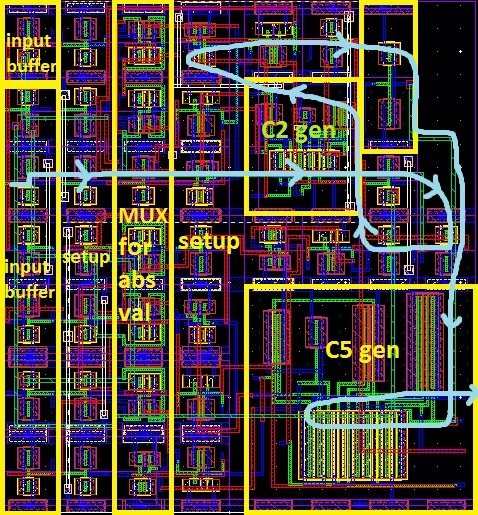 input
buffer
C2 gen
MUX
for
abs
val
setup
setup
input
buffer
C5 gen